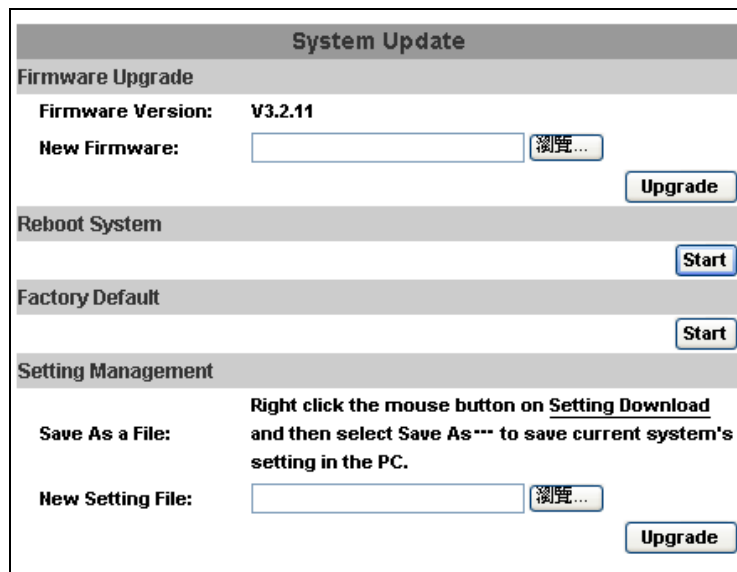 System Update
Firmware Upgrade
Firmware Version: V3.2.11
New Firmware: 瀏覽...
Upgrade
Reboot System
Start
Factory Default
Start
Setting Management
Right click the mouse button on Setting Download
Save As a File: and then select Save As··· to save current system's
setting in the PC.
New Setting File: 瀏覽...
Upgrade